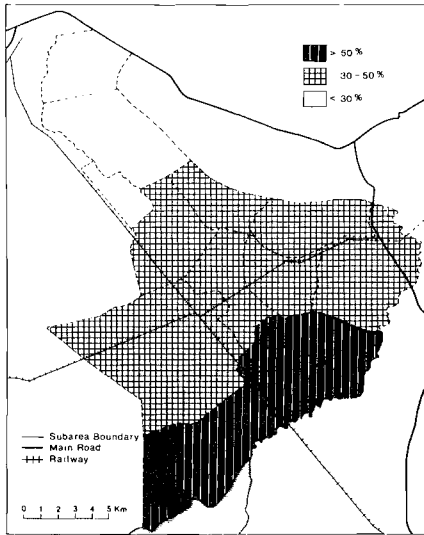 > 50 %
30 - 50 %
< 30 %
Subarea Boundary
Main Road
Railway
0 1 2 3 4 5 Km